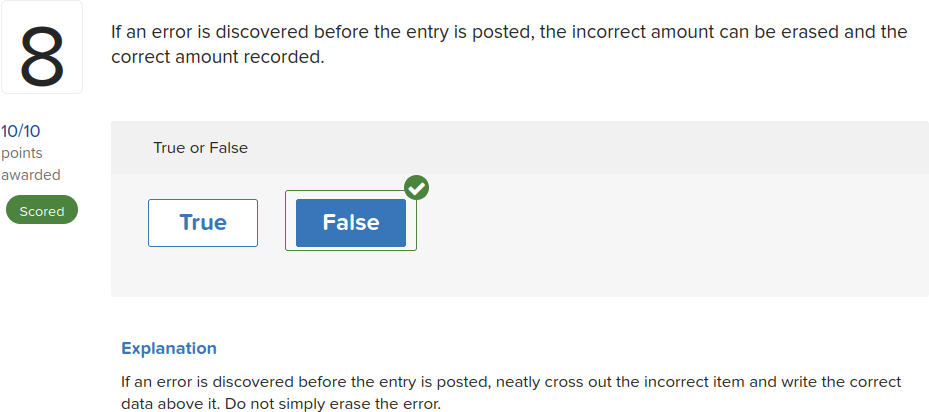 8
If an error is discovered before the entry is posted, the incorrect amount can be erased and the
correct amount recorded.
10/10
points
awarded
Scored
True or False
True
False
Explanation
If an error is discovered before the entry is posted, neatly cross out the incorrect item and write the correct
data above it. Do not simply erase the error.